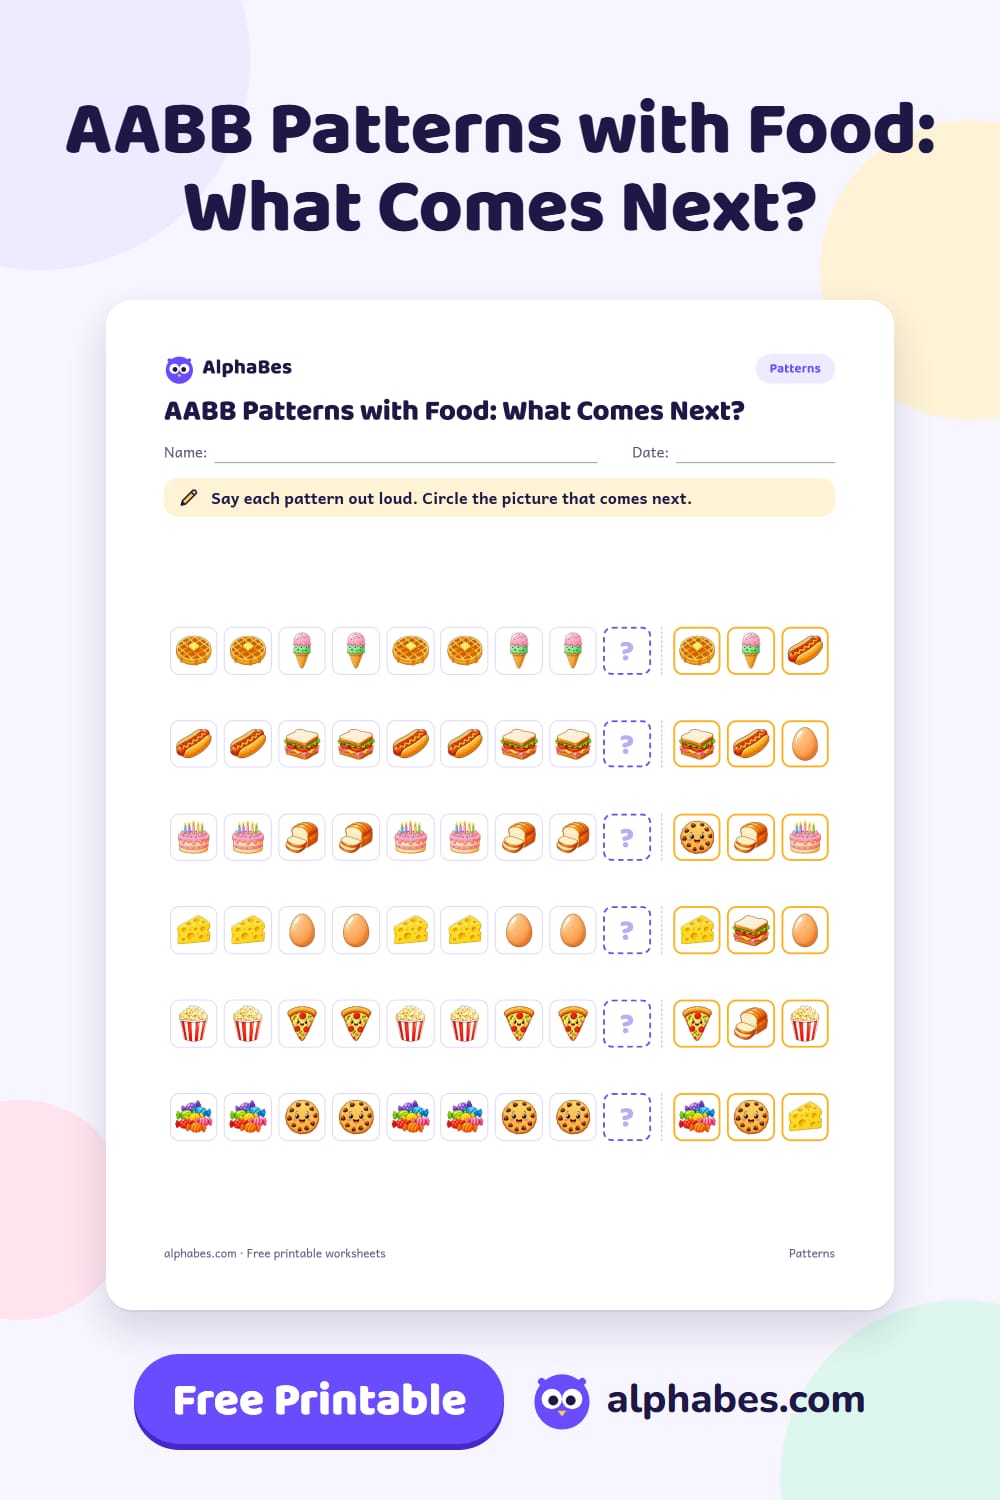 AABB Patterns with Food:
What Comes Next?
AlphaBes
Patterns
AABB Patterns with Food: What Comes Next?
Name:
Date:
Say each pattern out loud. Circle the picture that comes next.
?
?
?
?
?
?
alphabes.com · Free printable worksheets
Patterns
Free Printable
alphabes.com